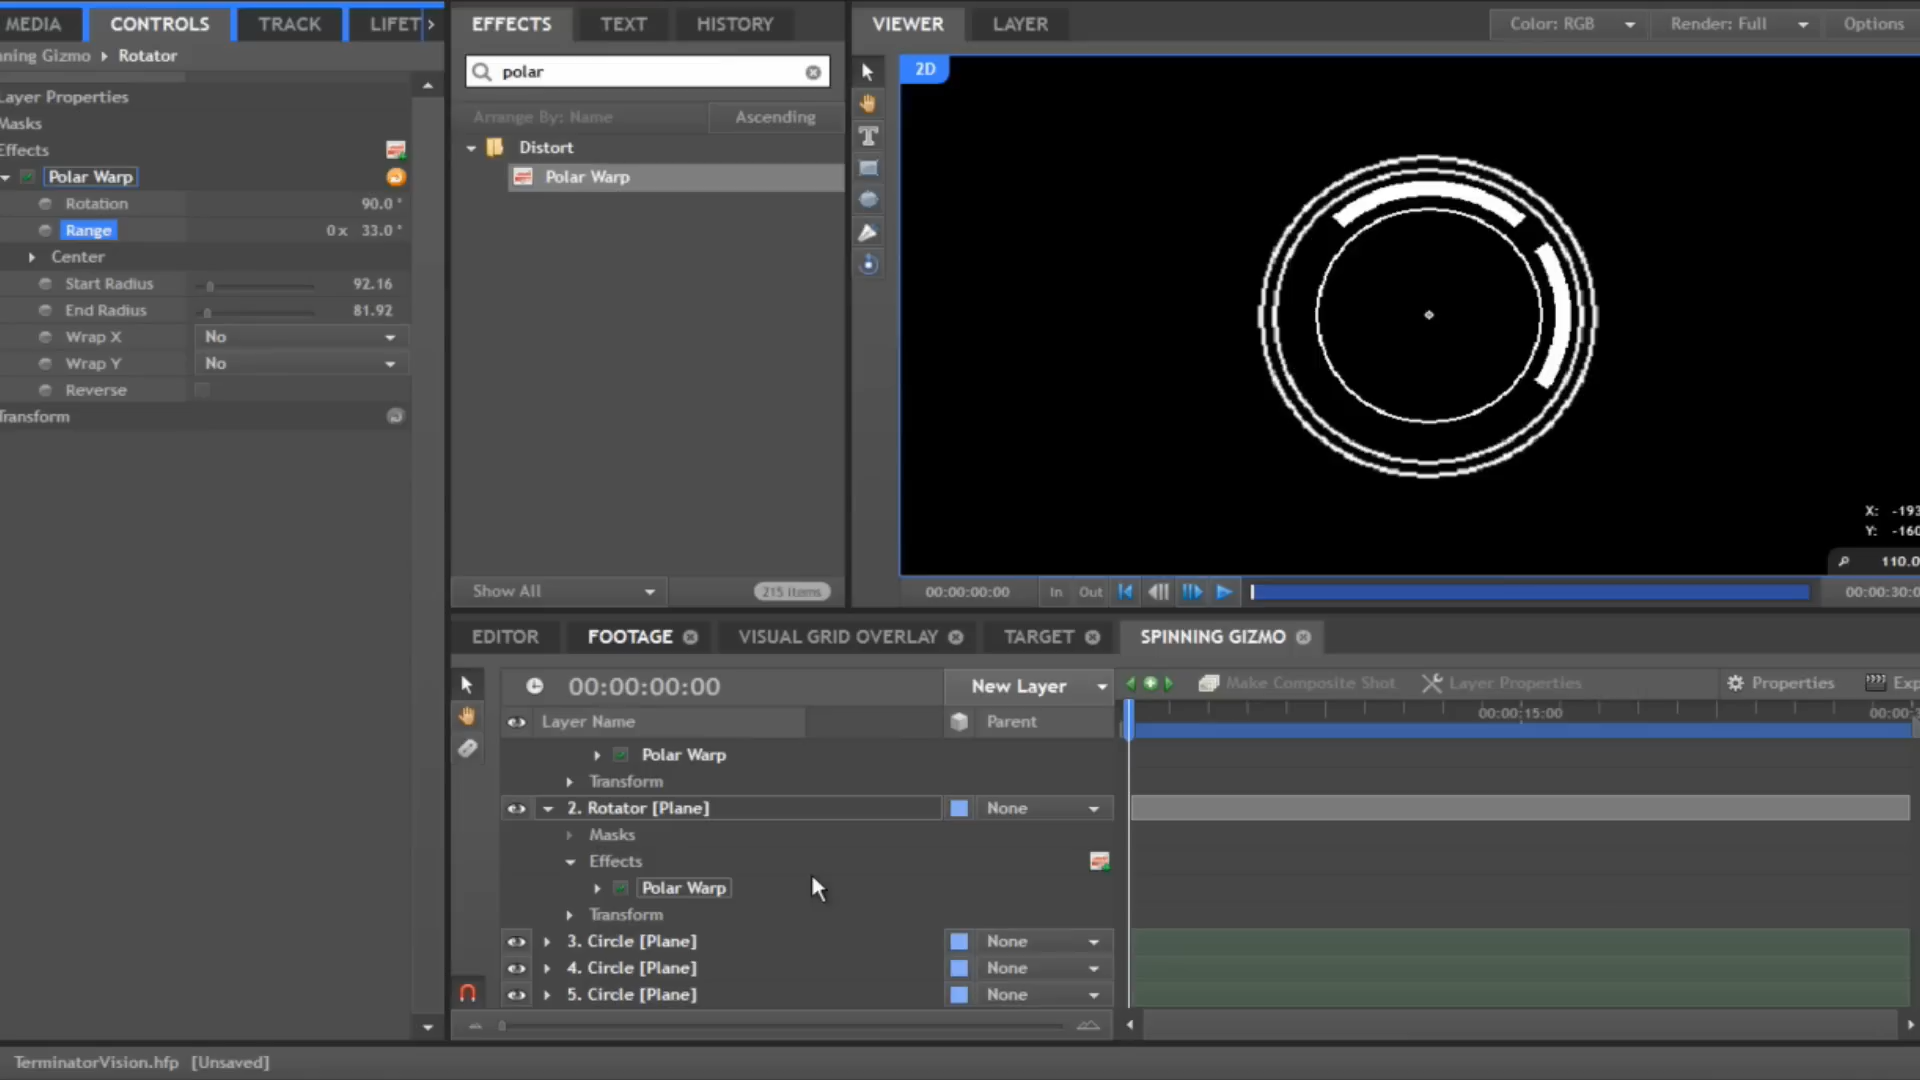 MEDIA CONTROLS TRACK LIFET
EFFECTS TEXT HISTORY
VIEWER LAYER Color: RGB Render: Full Options
ning Gizmo Rotator
polar
2D
Layer Properties
Masks
Effects
Arrange By: Name Ascending
Distort
Polar Warp
Polar Warp
Rotation 90.0 °
Range 0 x 33.0 °
Center
Start Radius 92.16
End Radius 81.92
Wrap X No
Wrap Y No
Reverse
Transform
X: -193
Y: -160
110.0
Show All 215 items
00:00:00:00 In Out 00:00:30:0
EDITOR FOOTAGE VISUAL GRID OVERLAY TARGET SPINNING GIZMO
00:00:00:00 New Layer Make Composite Shot Layer Properties Properties Exp
Layer Name Parent 00:00:15:00 00:00:3
Polar Warp
Transform
2. Rotator [Plane] None
Masks
Effects
Polar Warp
Transform
3. Circle [Plane] None
4. Circle [Plane] None
5. Circle [Plane] None
TerminatorVision.hfp [Unsaved]